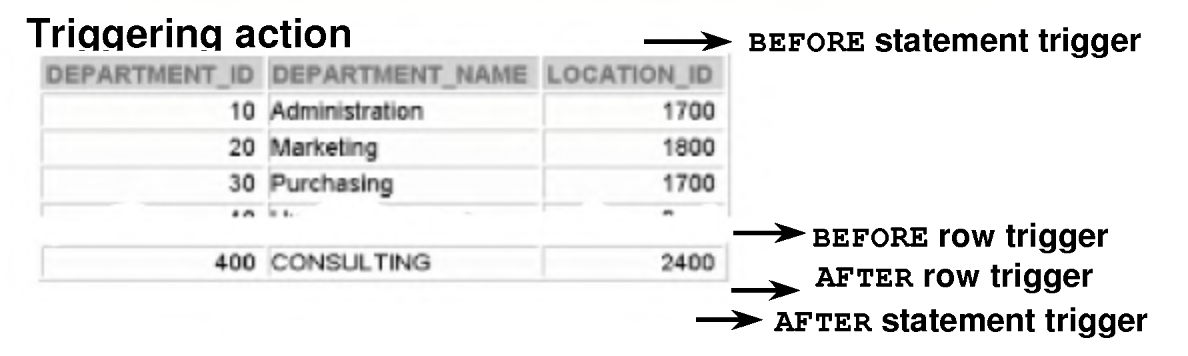 Triggering action
BEFORE statement trigger
DEPARTMENT_ID DEPARTMENT_NAME LOCATION_ID
10 Administration 1700
20 Marketing 1800
30 Purchasing 1700
400 CONSULTING 2400
BEFORE row trigger
AFTER row trigger
AFTER statement trigger